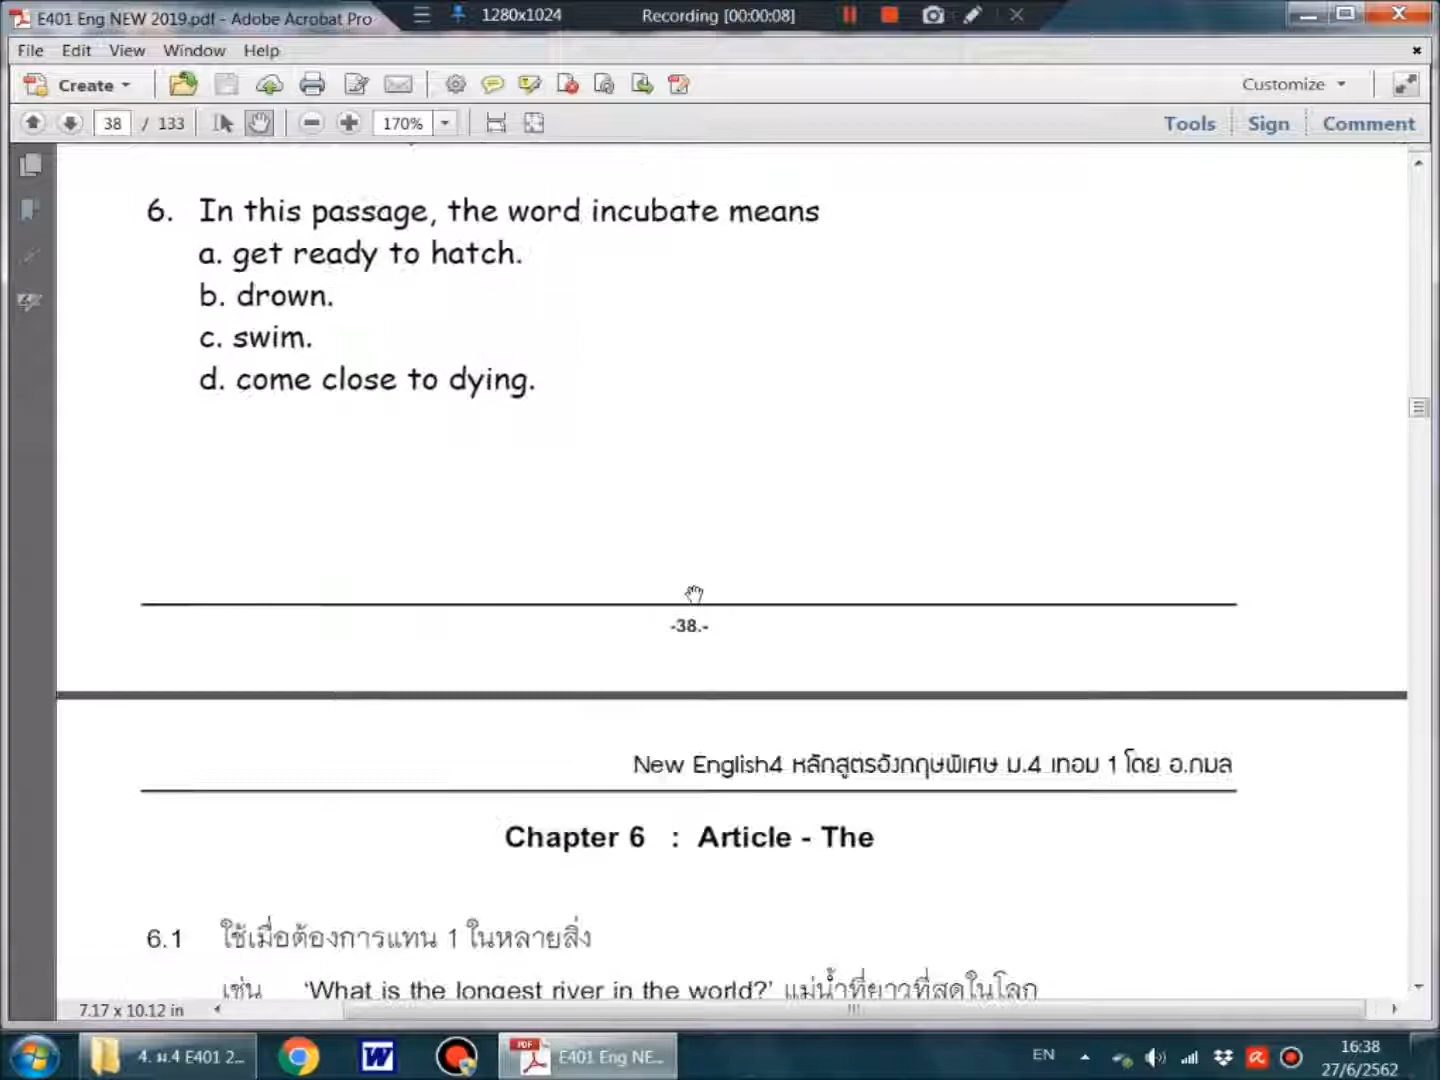 E401 Eng NEW 2019.pdf - Adobe Acrobat Pro
1280x1024
Recording [00:00:08]
File Edit View Window Help
Create
Customize
38 / 133
170%
Tools Sign Comment
6. In this passage, the word incubate means
a. get ready to hatch.
b. drown.
c. swim.
d. come close to dying.
-38.-
New English4 หลักสูตรอังกฤษพิเศษ ม.4 เทอม 1 โดย อ.กมล
Chapter 6 : Article - The
6.1 ใช้เมื่อต้องการแทน 1 ในหลายสิ่ง
เช่น 'What is the longest river in the world?' แม่น้ำที่ยาวที่สุดในโลก
7.17 x 10.12 in
4. ม.4 E401 2...
PDF
E401 Eng NE...
EN
16:38
27/6/2562